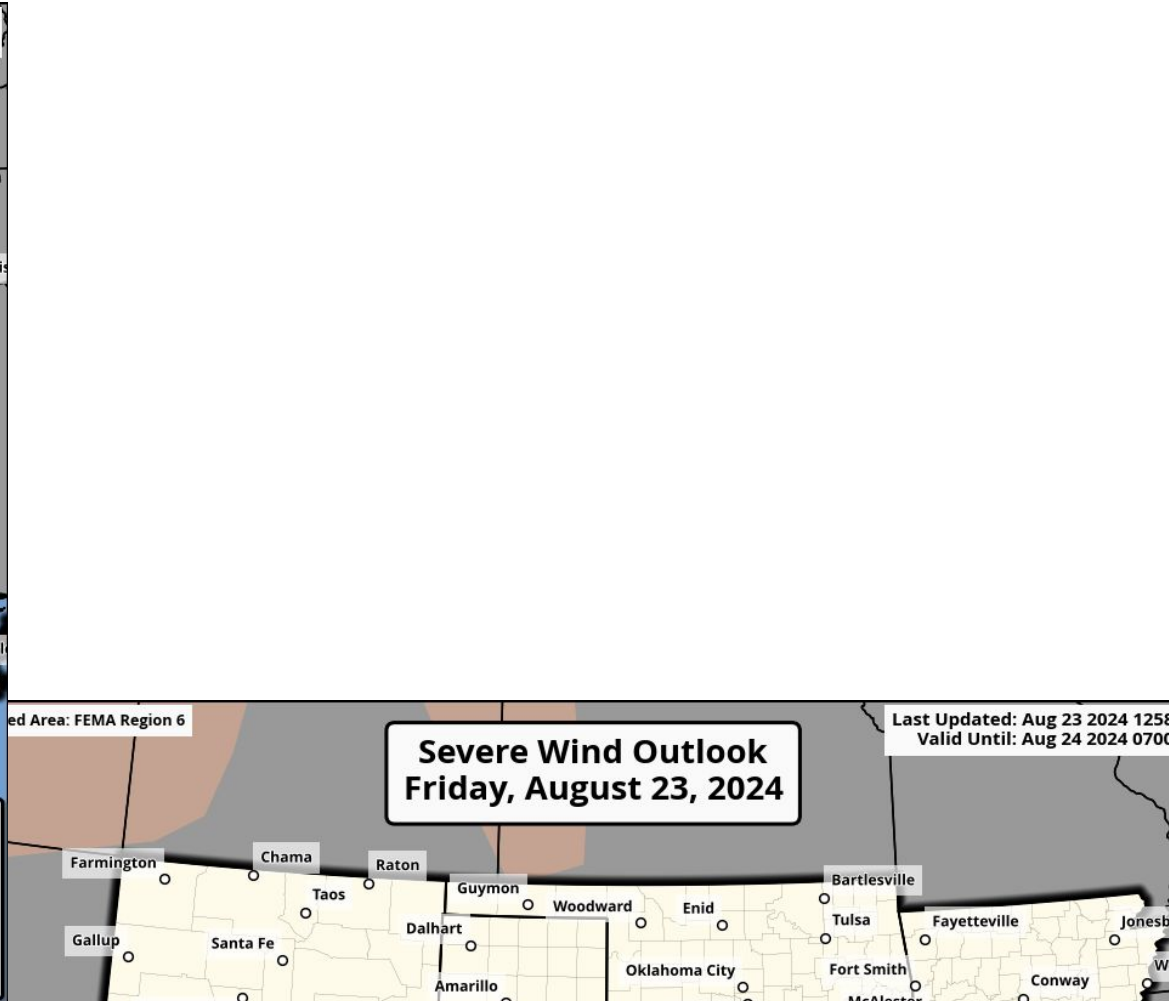 ed Area: FEMA Region 6
Severe Wind Outlook
Friday, August 23, 2024
Last Updated: Aug 23 2024 1258
Valid Until: Aug 24 2024 0700
Farmington
Chama
Raton
Taos
Guymon
Woodward
Enid
Bartlesville
Tulsa
Fayetteville
Jonesb
Gallup
Santa Fe
Dalhart
Oklahoma City
Fort Smith
Amarillo
Conway
McAlester
W